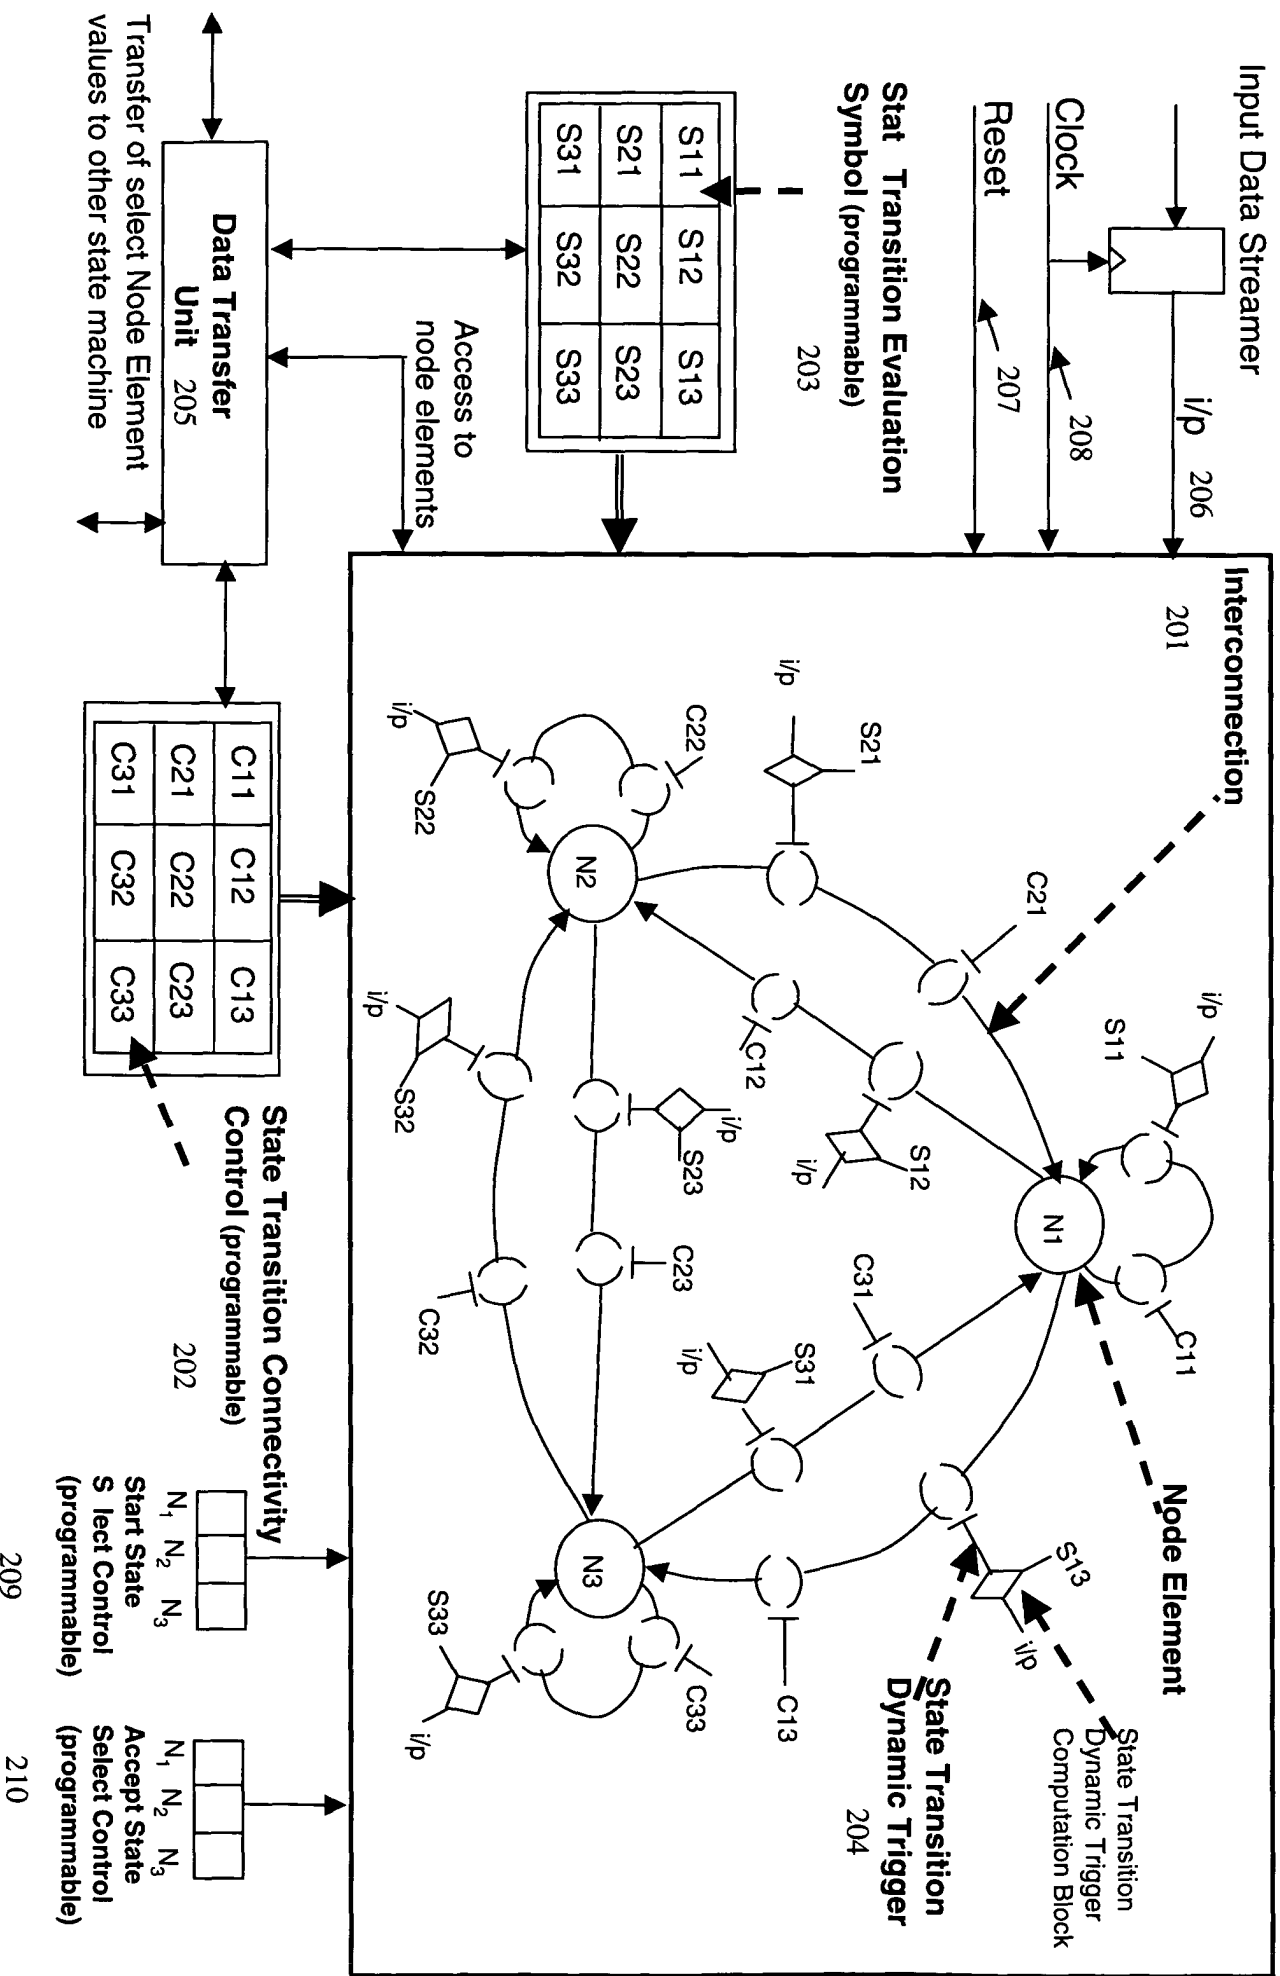 Input Data Streamer
i/p
206
Clock
208
Reset
207
Stat Transition Evaluation
Symbol (programmable)
203
S11 S12 S13
S21 S22 S23
S31 S32 S33
Access to
node elements
Data Transfer
Unit 205
Transfer of select Node Element
values to other state machine
Interconnection
201
i/p
S11
C11
N1
Node Element
C21
S21
i/p
S12
i/p
C12
S13
i/p
State Transition
Dynamic Trigger
Computation Block
State Transition
Dynamic Trigger
204
C31
S31
i/p
C13
C22
N2
S22
i/p
i/p
S23
C23
S32
i/p
C32
N3
C33
S33
i/p
C11 C12 C13
C21 C22 C23
C31 C32 C33
State Transition Connectivity
Control (programmable)
202
N1 N2 N3
Start State
S lect Control
(programmable)
209
N1 N2 N3
Accept State
Select Control
(programmable)
210